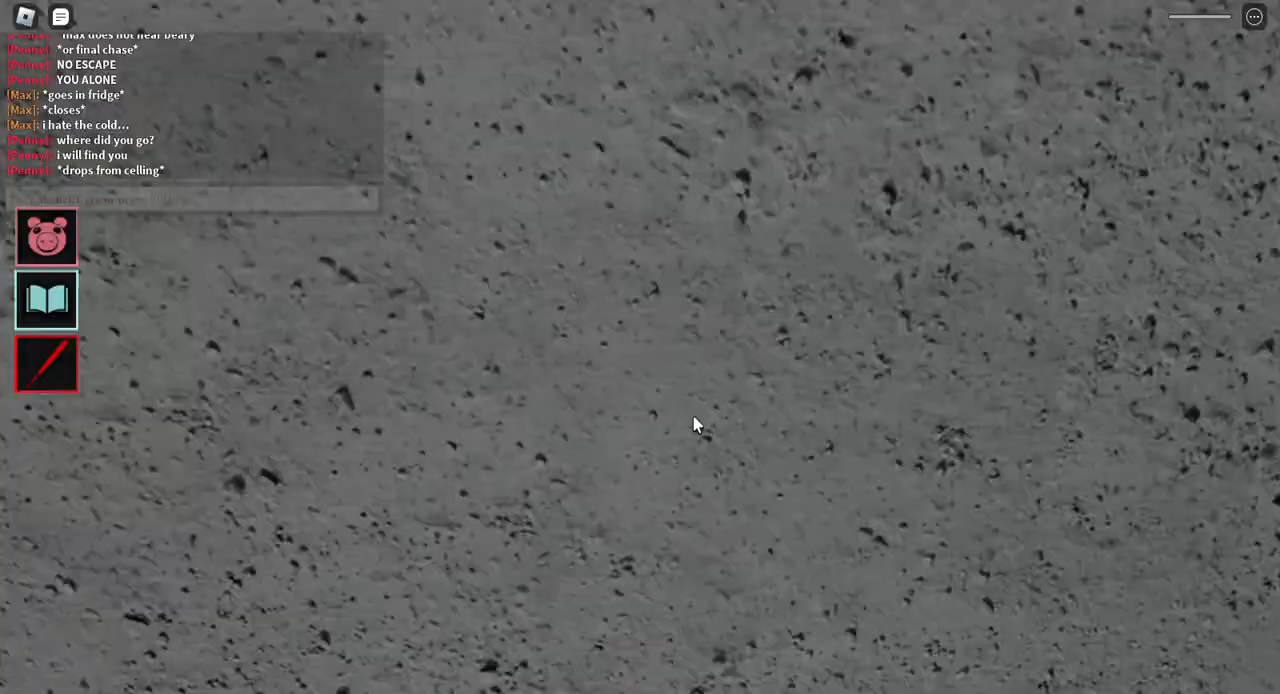 [Penny]: *max does not hear beary
[Penny]: *or final chase*
[Penny]: NO ESCAPE
[Penny]: YOU ALONE
[Max]: *goes in fridge*
[Max]: *closes*
[Max]: i hate the cold...
[Penny]: where did you go?
[Penny]: i will find you
[Penny]: *drops from celling*